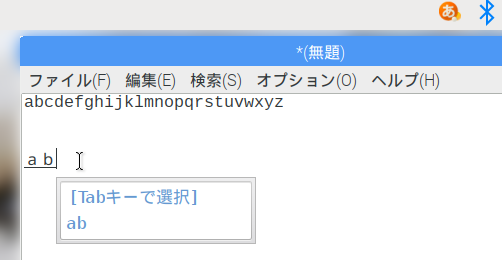 あ
*(無題)
ファイル(F) 編集(E) 検索(S) オプション(O) ヘルプ(H)
abcdefghijklmnopqrstuvwxyz
ａｂ
[Tabキーで選択]
ab